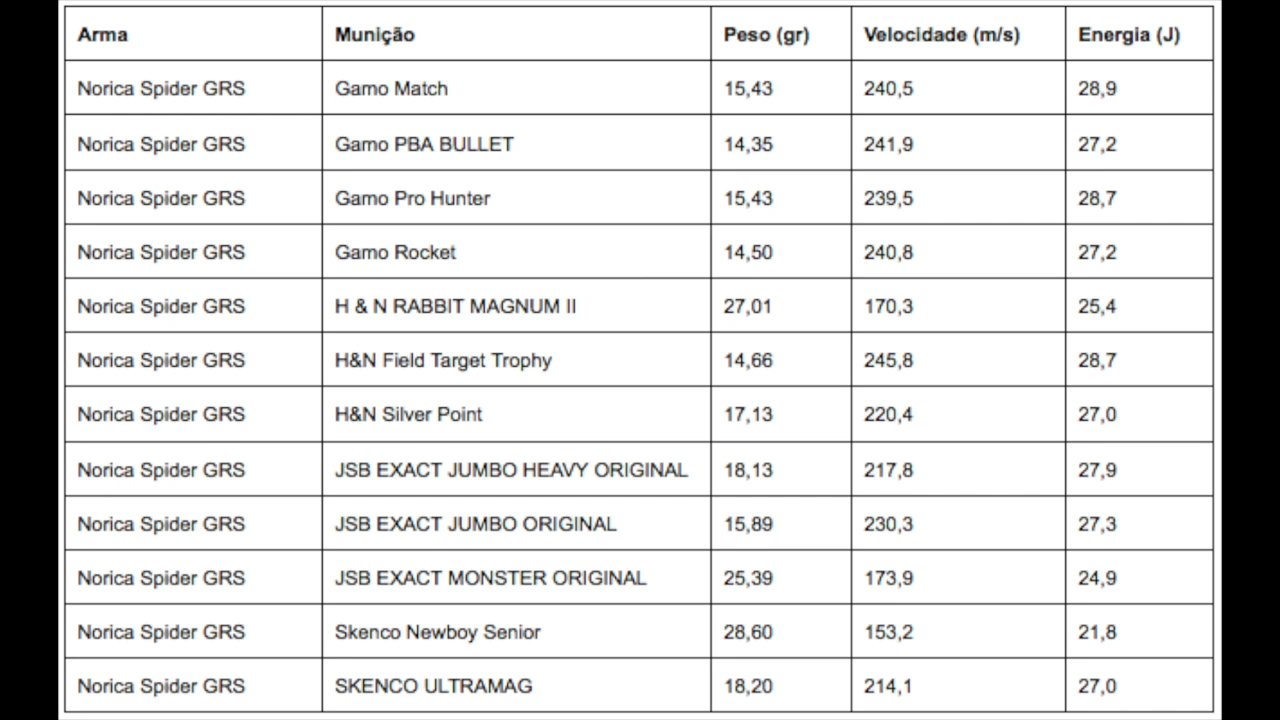 Arma Munição Peso (gr) Velocidade (m/s) Energia (J)
Norica Spider GRS Gamo Match 15,43 240,5 28,9
Norica Spider GRS Gamo PBA BULLET 14,35 241,9 27,2
Norica Spider GRS Gamo Pro Hunter 15,43 239,5 28,7
Norica Spider GRS Gamo Rocket 14,50 240,8 27,2
Norica Spider GRS H & N RABBIT MAGNUM II 27,01 170,3 25,4
Norica Spider GRS H&N Field Target Trophy 14,66 245,8 28,7
Norica Spider GRS H&N Silver Point 17,13 220,4 27,0
Norica Spider GRS JSB EXACT JUMBO HEAVY ORIGINAL 18,13 217,8 27,9
Norica Spider GRS JSB EXACT JUMBO ORIGINAL 15,89 230,3 27,3
Norica Spider GRS JSB EXACT MONSTER ORIGINAL 25,39 173,9 24,9
Norica Spider GRS Skenco Newboy Senior 28,60 153,2 21,8
Norica Spider GRS SKENCO ULTRAMAG 18,20 214,1 27,0